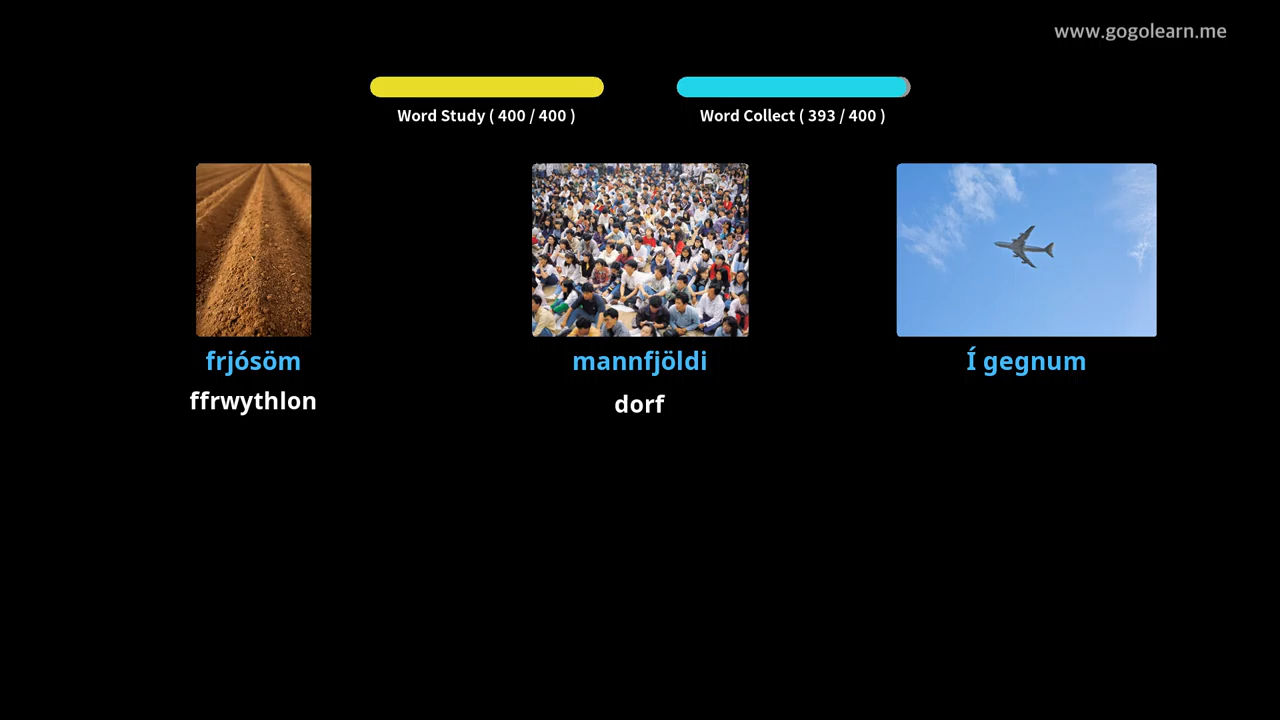 www.gogolearn.me
Word Study ( 400 / 400 )
Word Collect ( 393 / 400 )
frjósöm
mannfjöldi
Í gegnum
ffrwythlon
dorf